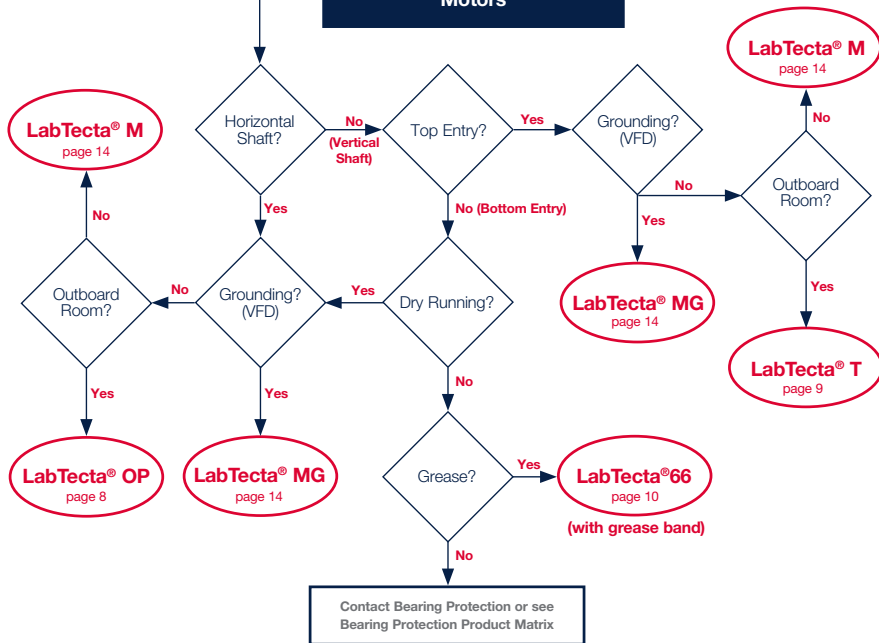 Motors
LabTecta® M
page 14
LabTecta® M
page 14
Horizontal
Shaft?
No
(Vertical
Shaft)
Top Entry?
Yes
Grounding?
(VFD)
No
No
Outboard
Room?
Yes
No (Bottom Entry)
Yes
No
LabTecta® MG
page 14
Yes
Outboard
Room?
No
Grounding?
(VFD)
Yes
Dry Running?
LabTecta® T
page 9
Yes
Yes
No
LabTecta® OP
page 8
LabTecta® MG
page 14
Grease?
Yes
LabTecta®66
page 10
(with grease band)
No
Contact Bearing Protection or see
Bearing Protection Product Matrix